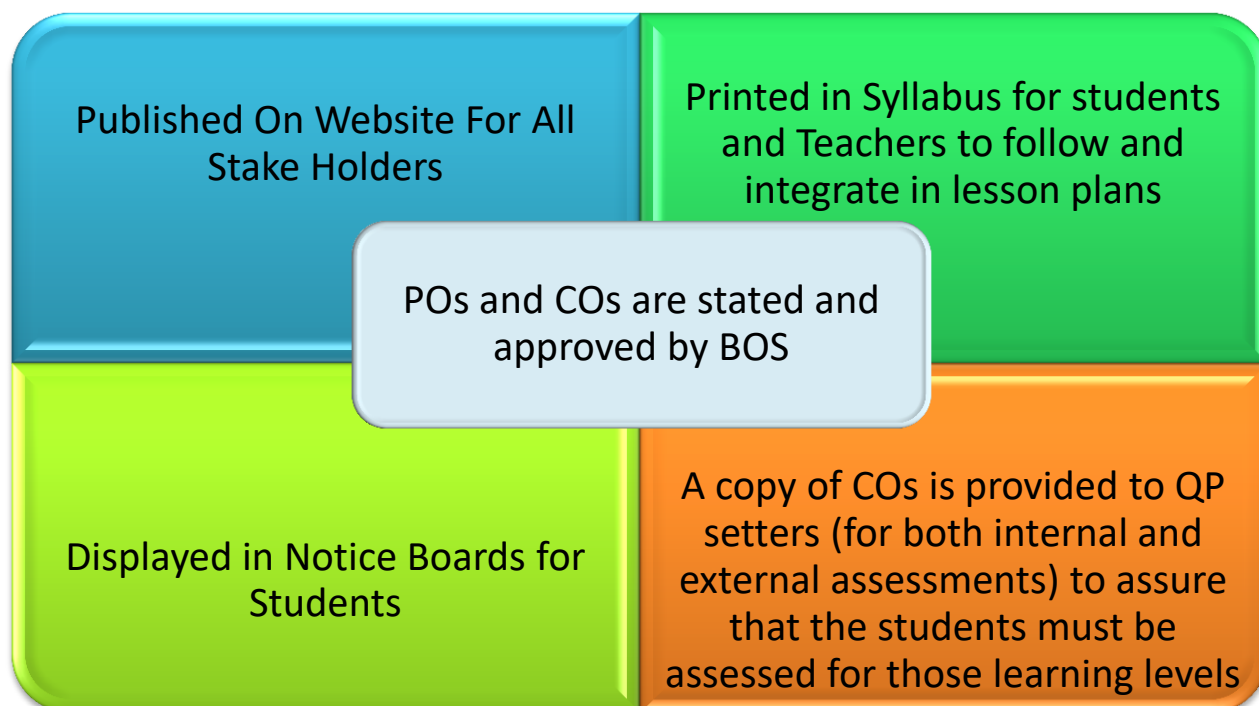 Published On Website For All
Stake Holders
Printed in Syllabus for students
and Teachers to follow and
integrate in lesson plans
POs and COs are stated and
approved by BOS
Displayed in Notice Boards for
Students
A copy of COs is provided to QP
setters (for both internal and
external assessments) to assure
that the students must be
assessed for those learning levels